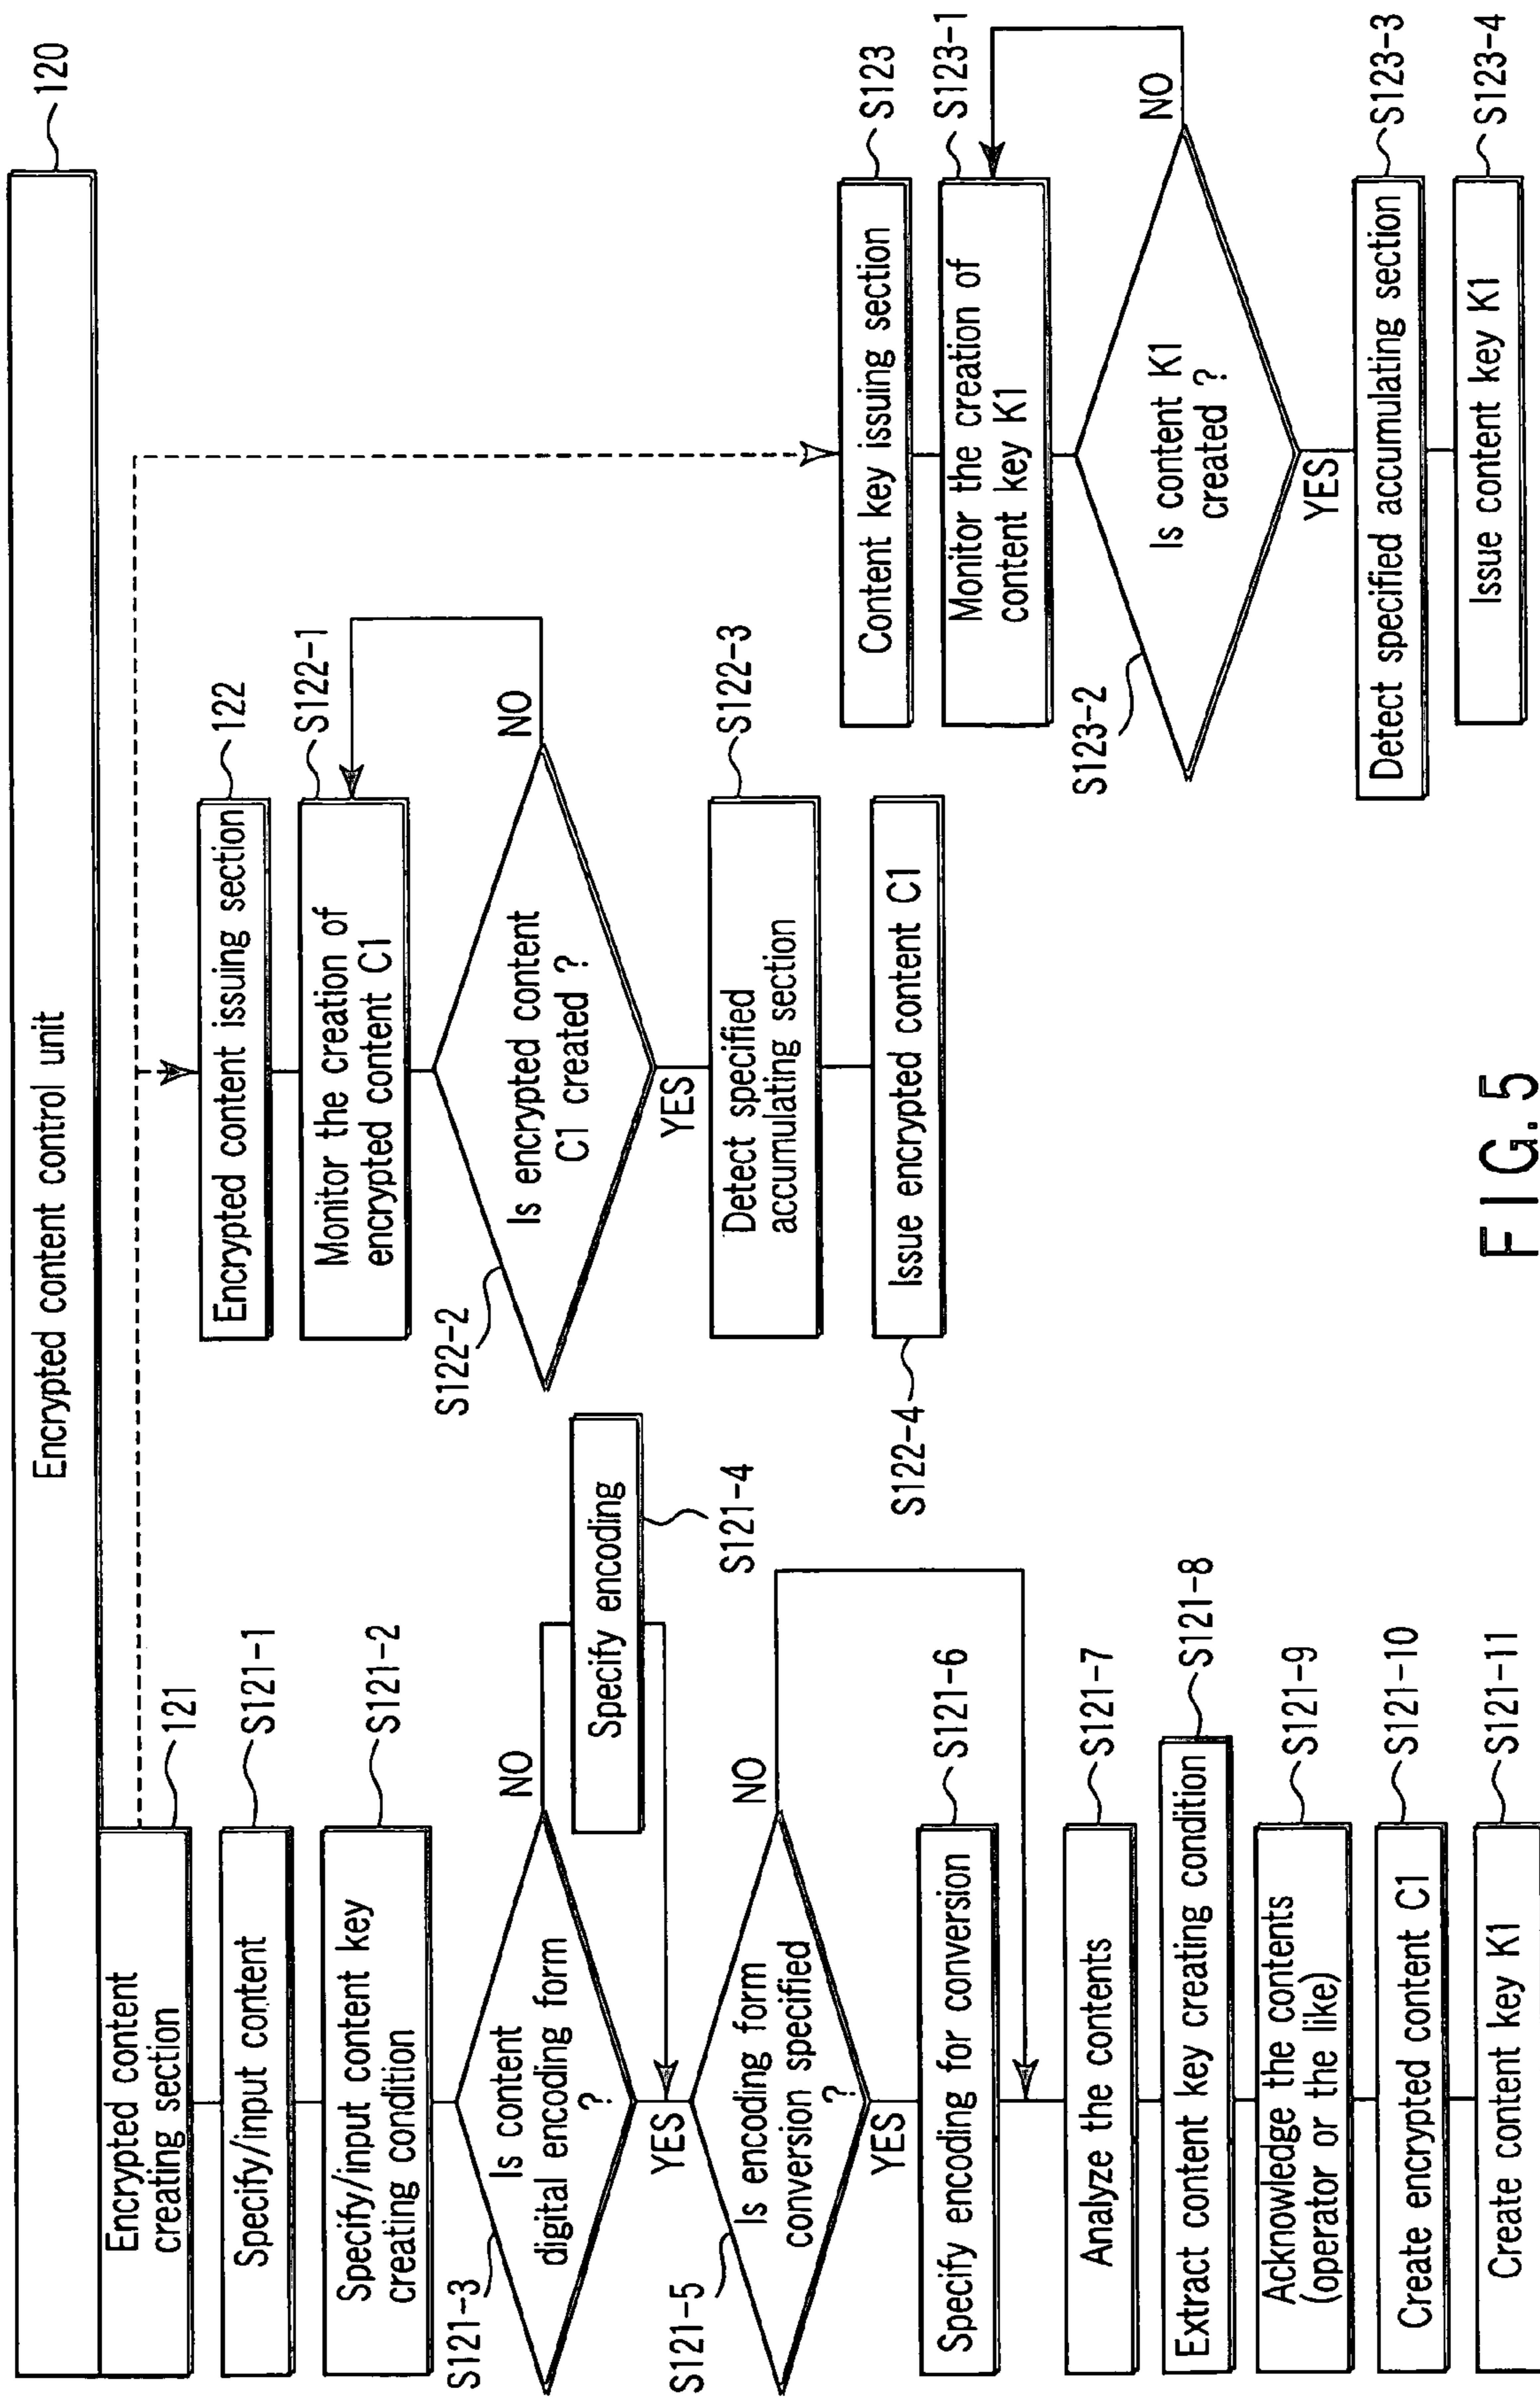 Encrypted content control unit
120
Encrypted content
creating section
121
Specify/input content
S121-1
Specify/input content key
creating condition
S121-2
Is content
digital encoding form
?
S121-3
NO
YES
Specify encoding
S121-4
Is encoding form
conversion specified
?
S121-5
NO
YES
Specify encoding for conversion
S121-6
Analyze the contents
S121-7
Extract content key creating condition
S121-8
Acknowledge the contents
(operator or the like)
S121-9
Create encrypted content C1
S121-10
Create content key K1
S121-11
Encrypted content issuing section
122
Monitor the creation of
encrypted content C1
S122-1
Is encrypted content
C1 created ?
S122-2
NO
YES
Detect specified
accumulating section
S122-3
Issue encrypted content C1
S122-4
Content key issuing section
S123
Monitor the creation of
content key K1
S123-1
Is content K1
created ?
S123-2
NO
YES
Detect specified accumulating section
S123-3
Issue content key K1
S123-4
FIG. 5